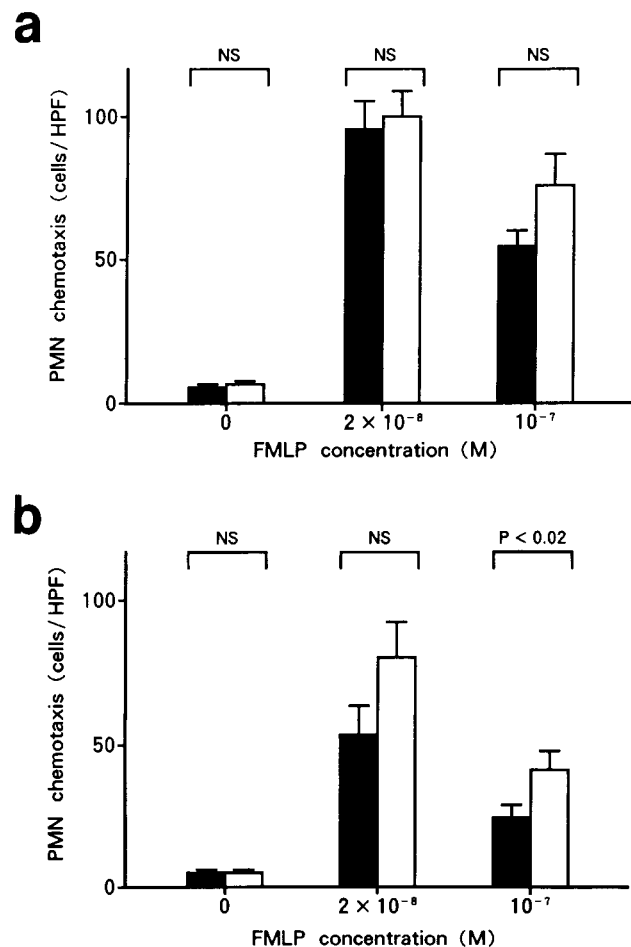 a
NS NS NS
PMN chemotaxis (cells/HPF)
100
50
0
0 2 × 10⁻⁸ 10⁻⁷
FMLP concentration (M)
b
NS NS P < 0.02
PMN chemotaxis (cells/HPF)
100
50
0
0 2 × 10⁻⁸ 10⁻⁷
FMLP concentration (M)